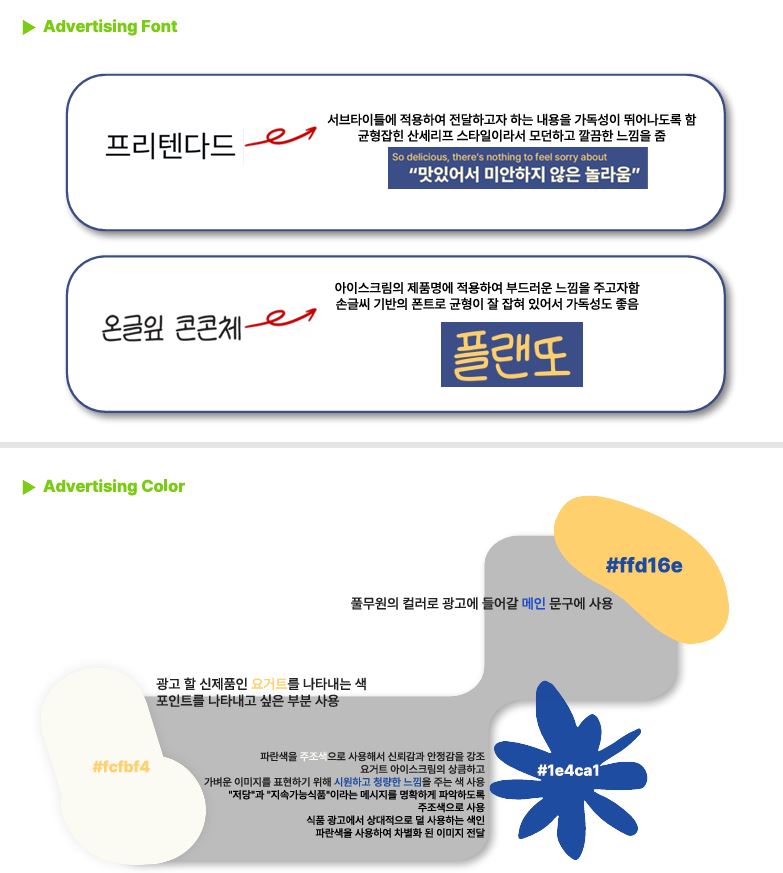 ▶ Advertising Font
프리텐다드
서브타이틀에 적용하여 전달하고자 하는 내용을 가독성이 뛰어나도록 함
균형잡힌 산세리프 스타일이라서 모던하고 깔끔한 느낌을 줌
So delicious, there's nothing to feel sorry about
“맛있어서 미안하지 않은 놀라움”
온글잎 콘콘체
아이스크림의 제품명에 적용하여 부드러운 느낌을 주고자함
손글씨 기반의 폰트로 균형이 잘 잡혀 있어서 가독성도 좋음
플랜또
▶ Advertising Color
#ffd16e
풀무원의 컬러로 광고에 들어갈 메인 문구에 사용
광고 할 신제품인 요거트를 나타내는 색
포인트를 나타내고 싶은 부분 사용
#fcfbf4
파란색을 주조색으로 사용해서 신뢰감과 안정감을 강조
요거트 아이스크림의 상큼하고
가벼운 이미지를 표현하기 위해 시원하고 청량한 느낌을 주는 색 사용
"저당"과 "지속가능식품"이라는 메시지를 명확하게 파악하도록
주조색으로 사용
식품 광고에서 상대적으로 덜 사용하는 색인
파란색을 사용하여 차별화 된 이미지 전달
#1e4ca1